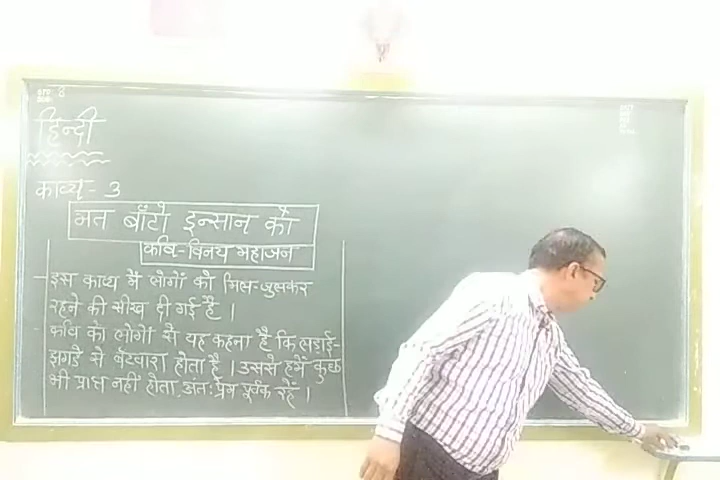 हिन्दी
काव्य - 3
मत बाँटो इन्सान को
कवि - विनय महाजन
इस काव्य में लोगों को मिल-जुलकर
रहने की सीख दी गई है ।
कवि का लोगों से यह कहना है कि लड़ाई-
झगडे से बँटवारा होता है । उससे हमें कुछ
भी प्राप्त नहीं होता, अंतः प्रेम पूर्वक रहें ।